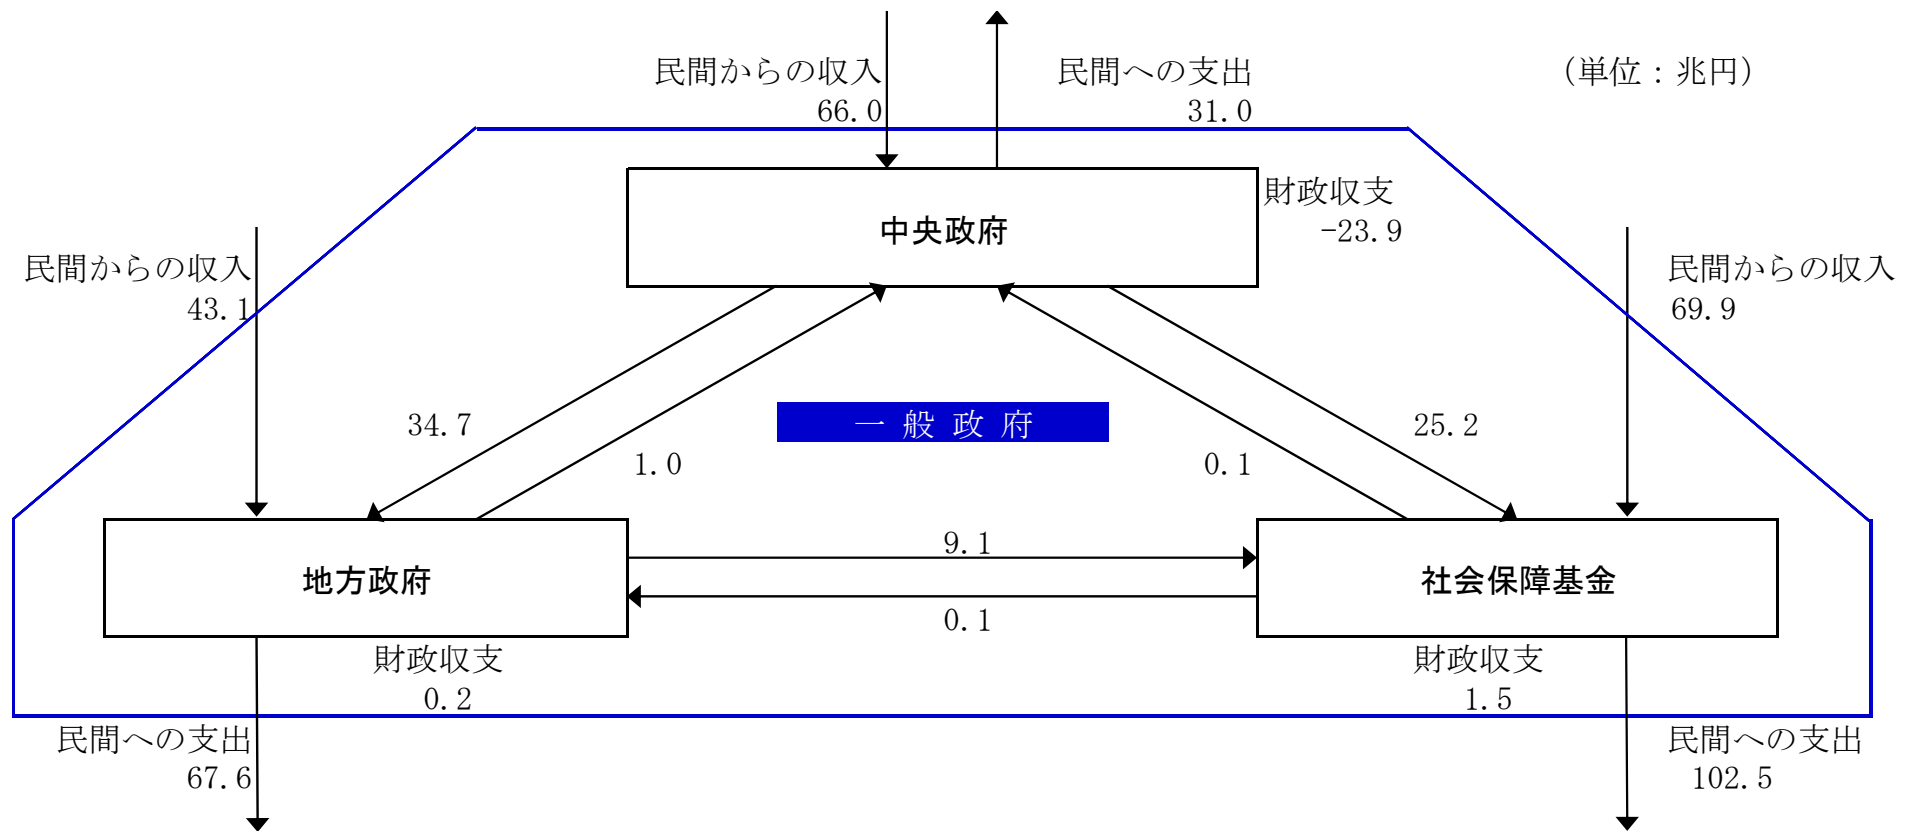 民間からの収入
66.0
民間への支出
31.0
（単位：兆円）
中央政府
財政収支
-23.9
民間からの収入
43.1
民間からの収入
69.9
34.7
1.0
一般政府
0.1
25.2
9.1
0.1
地方政府
社会保障基金
財政収支
0.2
財政収支
1.5
民間への支出
67.6
民間への支出
102.5